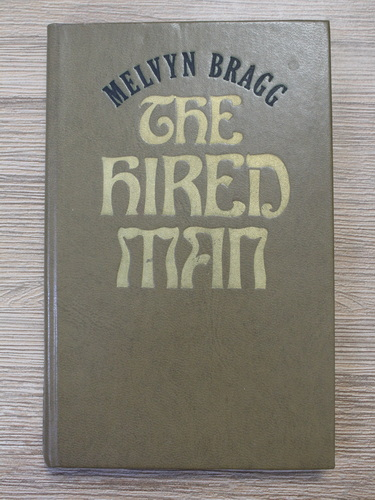 MELVYN BRAGG
THE
HIRED
MAN